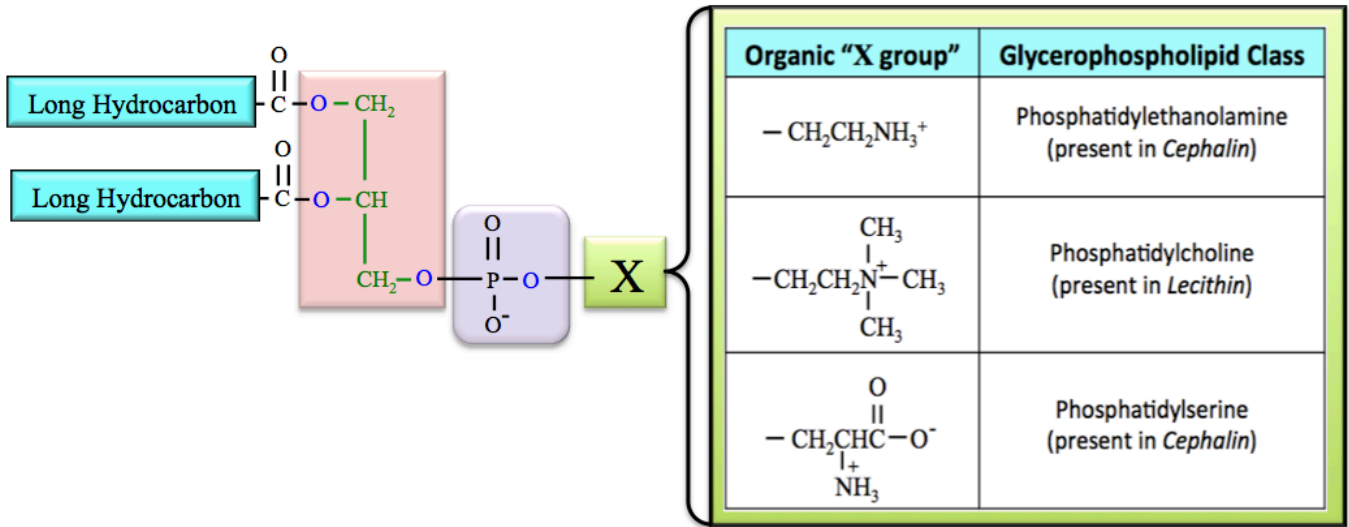 O
Long Hydrocarbon C–O–CH₂
O
Long Hydrocarbon C–O–CH
O
CH₂–O–P–O–X
O⁻
Organic “X group” Glycerophospholipid Class
–CH₂CH₂NH₃⁺ Phosphatidylethanolamine
(present in Cephalin)
CH₃
–CH₂CH₂N⁺–CH₃ Phosphatidylcholine
(present in Lecithin)
CH₃
O
–CH₂CHC–O⁻ Phosphatidylserine
(present in Cephalin)
+
NH₃